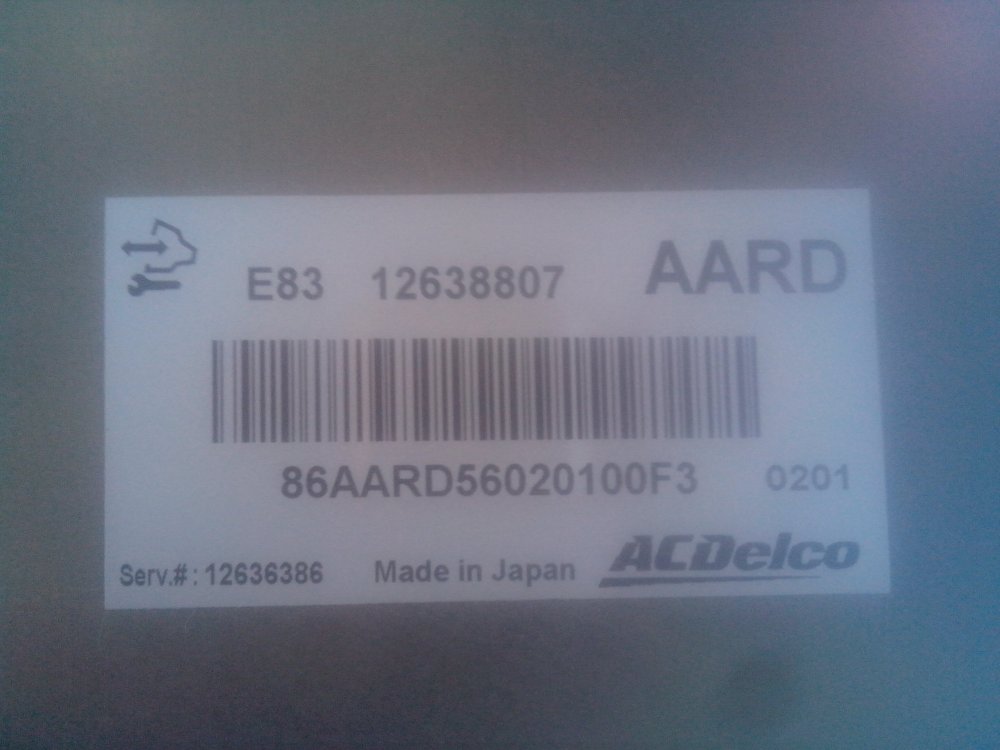 E83 12638807 AARD
86AARD56020100F3 0201
Serv.#: 12636386 Made in Japan ACDelco